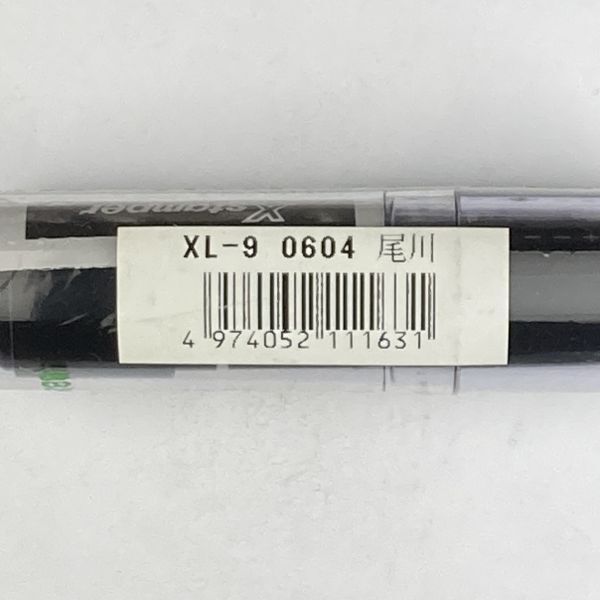 Xstamper
XL-9 0604 尾川
4 974052 111631